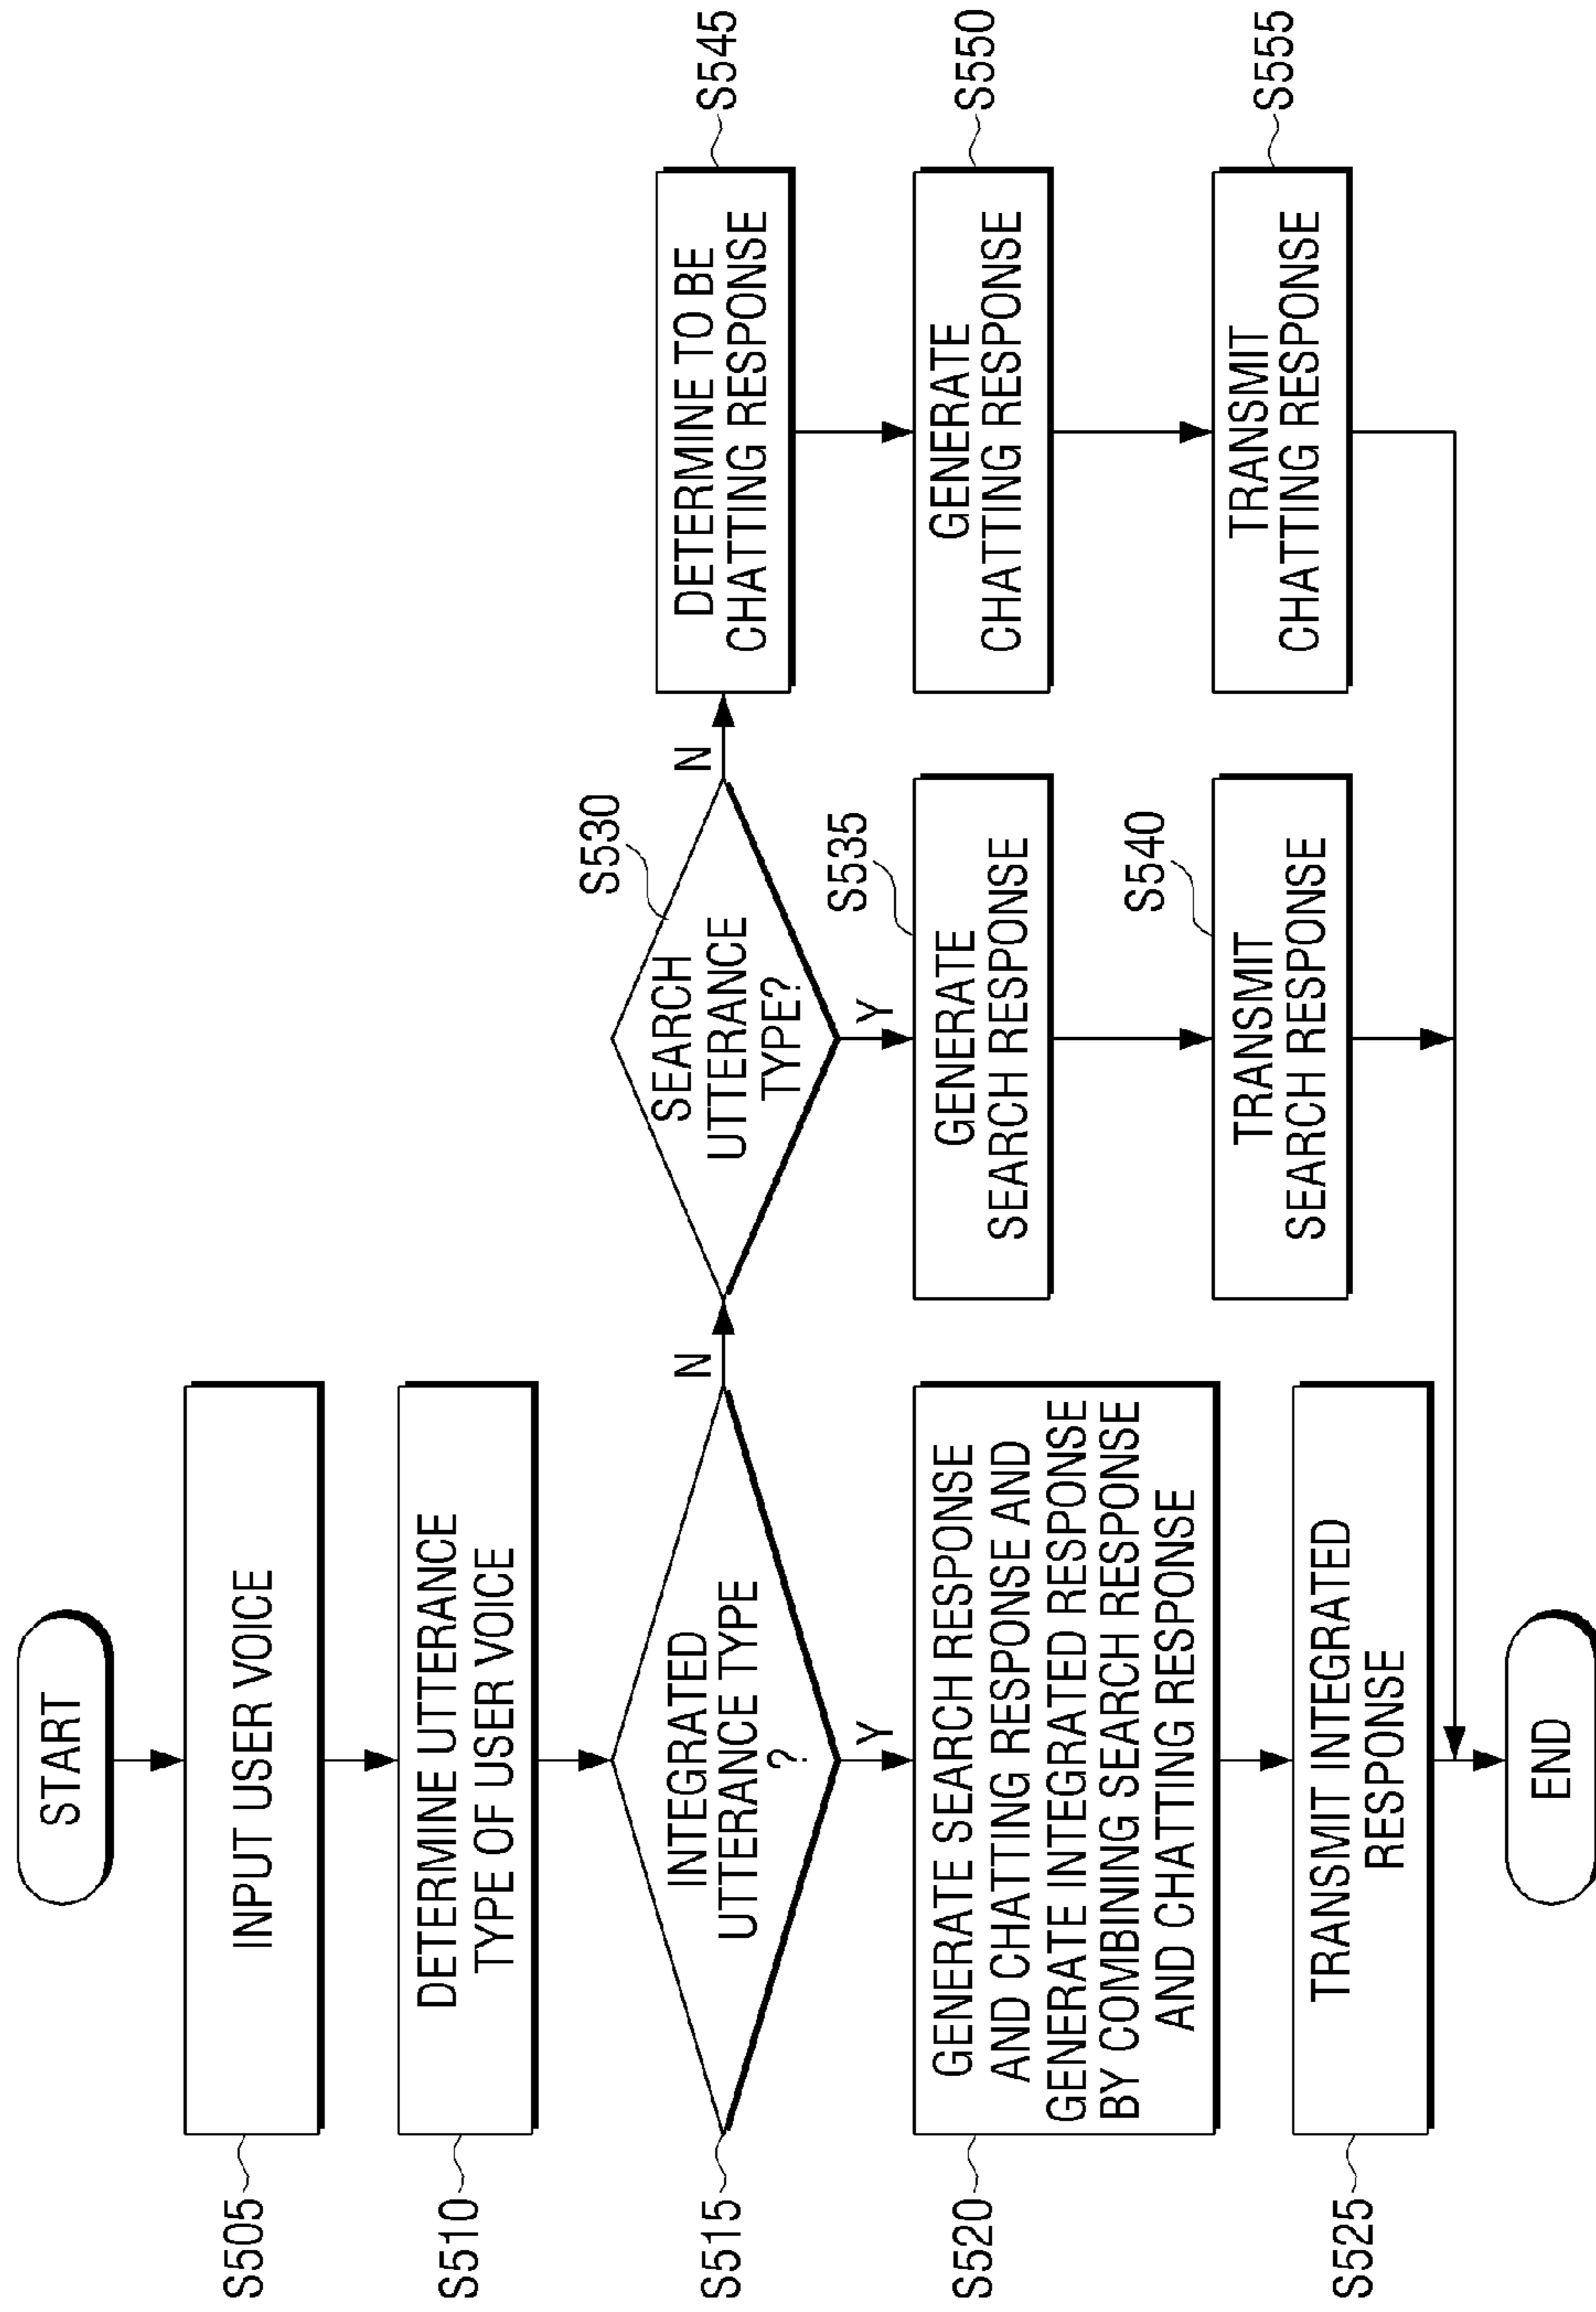 START
S505
INPUT USER VOICE
S510
DETERMINE UTTERANCE
TYPE OF USER VOICE
S515
INTEGRATED
UTTERANCE TYPE
?
N
Y
S530
SEARCH
UTTERANCE
TYPE?
N
Y
DETERMINE TO BE
CHATTING RESPONSE
S545
S520
GENERATE SEARCH RESPONSE
AND CHATTING RESPONSE AND
GENERATE INTEGRATED RESPONSE
BY COMBINING SEARCH RESPONSE
AND CHATTING RESPONSE
S535
GENERATE
SEARCH RESPONSE
GENERATE
CHATTING RESPONSE
S550
S525
TRANSMIT INTEGRATED
RESPONSE
S540
TRANSMIT
SEARCH RESPONSE
TRANSMIT
CHATTING RESPONSE
S555
END